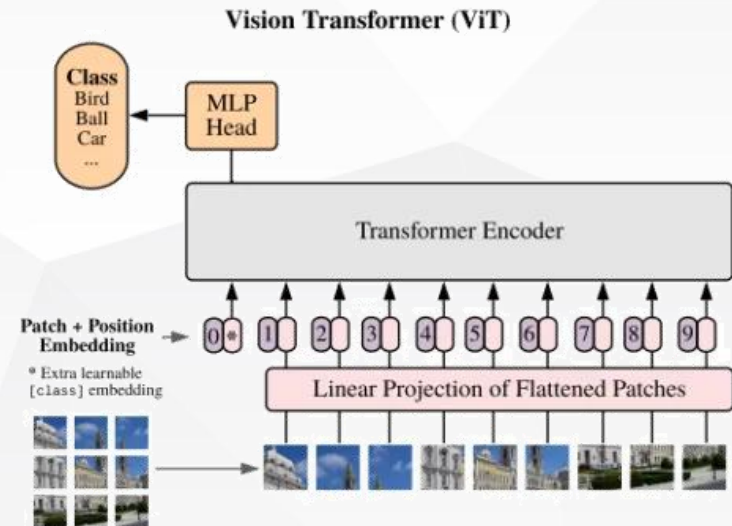 Vision Transformer (ViT)
Class
Bird
Ball
Car
...
MLP
Head
Transformer Encoder
Patch + Position
Embedding
0 * 1 2 3 4 5 6 7 8 9
* Extra learnable
[class] embedding
Linear Projection of Flattened Patches